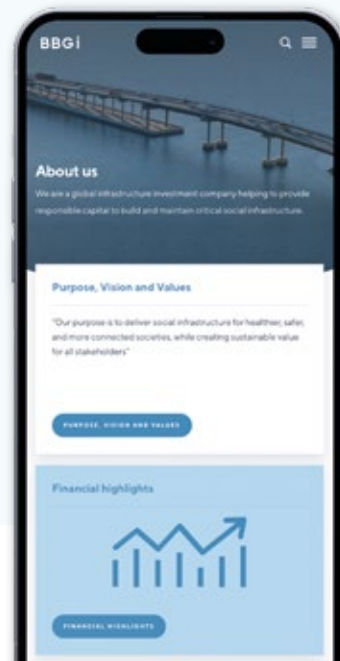 BBGi
About us
We are a global infrastructure investment company helping to provide
responsible capital to build and maintain critical social infrastructure.
Purpose, Vision and Values
"Our purpose is to deliver social infrastructure for healthier, safer,
and more connected societies, while creating sustainable value
for all stakeholders"
PURPOSE, VISION AND VALUES
Financial highlights
FINANCIAL HIGHLIGHTS